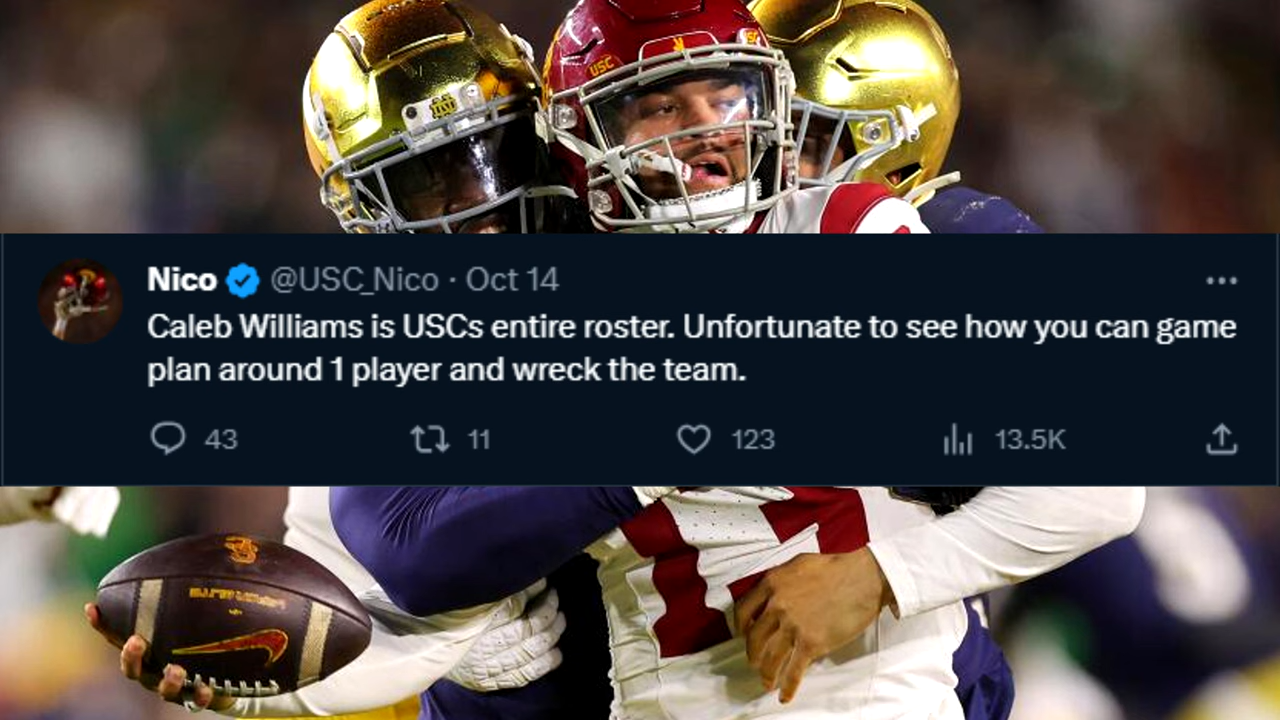 USC
Nico @USC_Nico · Oct 14
Caleb Williams is USCs entire roster. Unfortunate to see how you can game
plan around 1 player and wreck the team.
43 11 123 13.5K